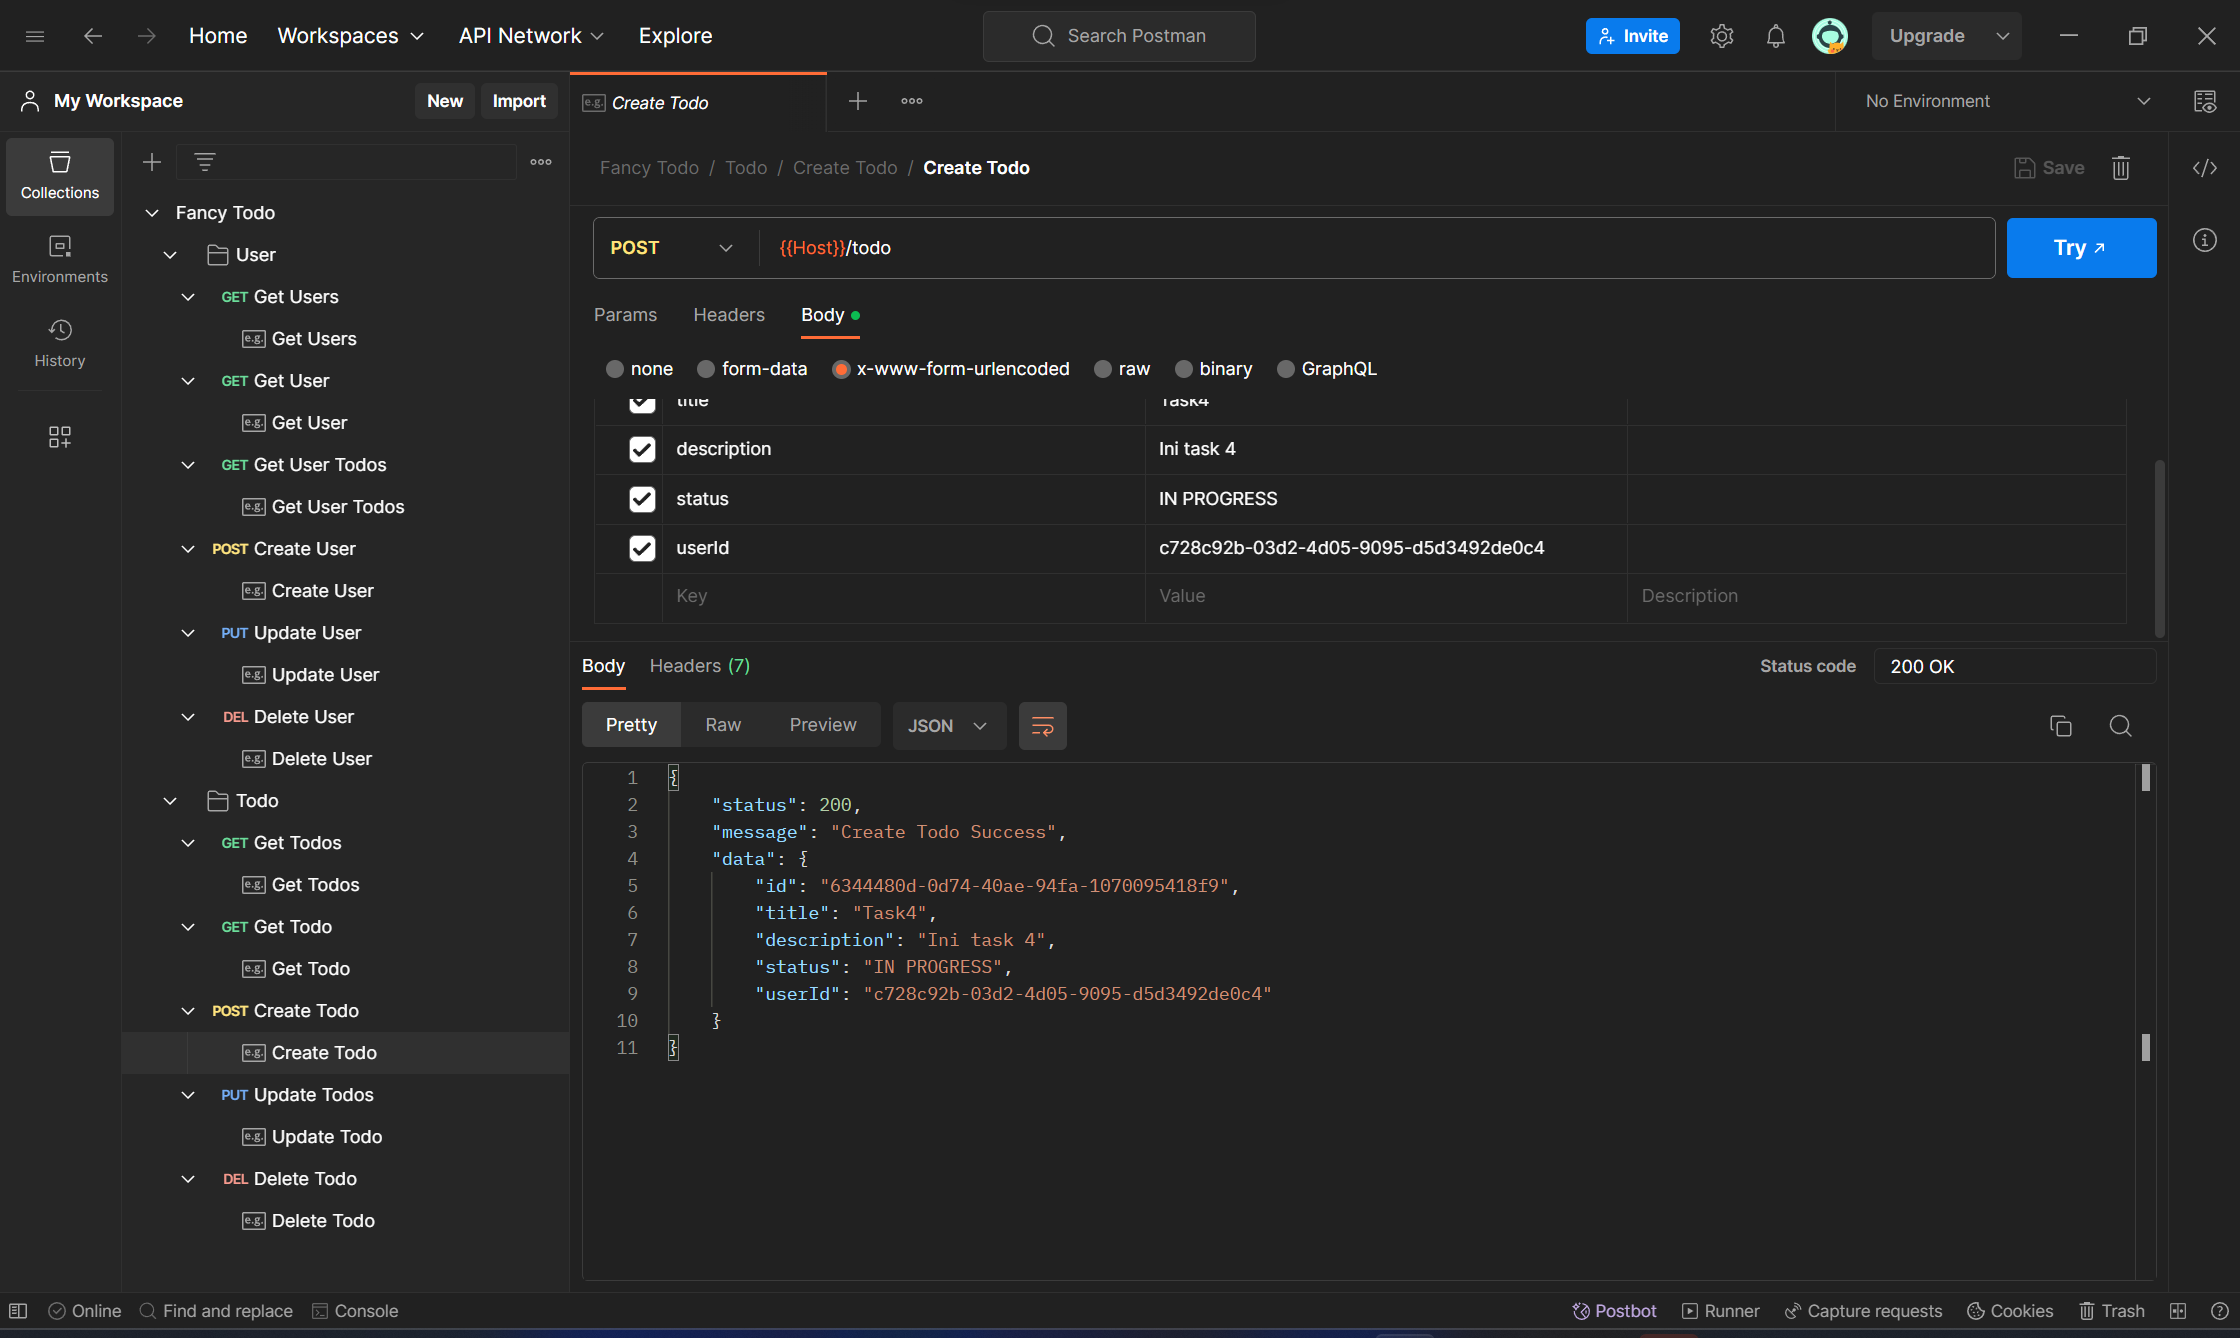 Home Workspaces API Network Explore Search Postman Invite Upgrade
My Workspace New Import
e.g. Create Todo No Environment
Collections
Environments
History
Fancy Todo
User
GET Get Users
e.g. Get Users
GET Get User
e.g. Get User
GET Get User Todos
e.g. Get User Todos
POST Create User
e.g. Create User
PUT Update User
e.g. Update User
DEL Delete User
e.g. Delete User
Todo
GET Get Todos
e.g. Get Todos
GET Get Todo
e.g. Get Todo
POST Create Todo
e.g. Create Todo
PUT Update Todos
e.g. Update Todo
DEL Delete Todo
e.g. Delete Todo
Fancy Todo / Todo / Create Todo / Create Todo Save
POST {{Host}}/todo Try
Params Headers Body
none form-data x-www-form-urlencoded raw binary GraphQL
title Task4
description Ini task 4
status IN PROGRESS
userId c728c92b-03d2-4d05-9095-d5d3492de0c4
Key Value Description
Body Headers (7) Status code 200 OK
Pretty Raw Preview JSON
1 {
2 "status": 200,
3 "message": "Create Todo Success",
4 "data": {
5 "id": "6344480d-0d74-40ae-94fa-1070095418f9",
6 "title": "Task4",
7 "description": "Ini task 4",
8 "status": "IN PROGRESS",
9 "userId": "c728c92b-03d2-4d05-9095-d5d3492de0c4"
10 }
11 }
Online Find and replace Console Postbot Runner Capture requests Cookies Trash